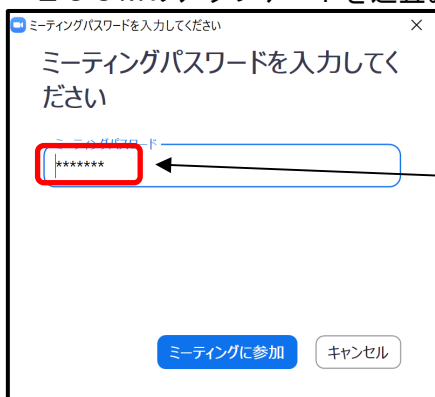 ミーティングパスワードを入力してください
ミーティングパスワードを入力してく
ださい
ミーティングパスワード
*******
ミーティングに参加
キャンセル